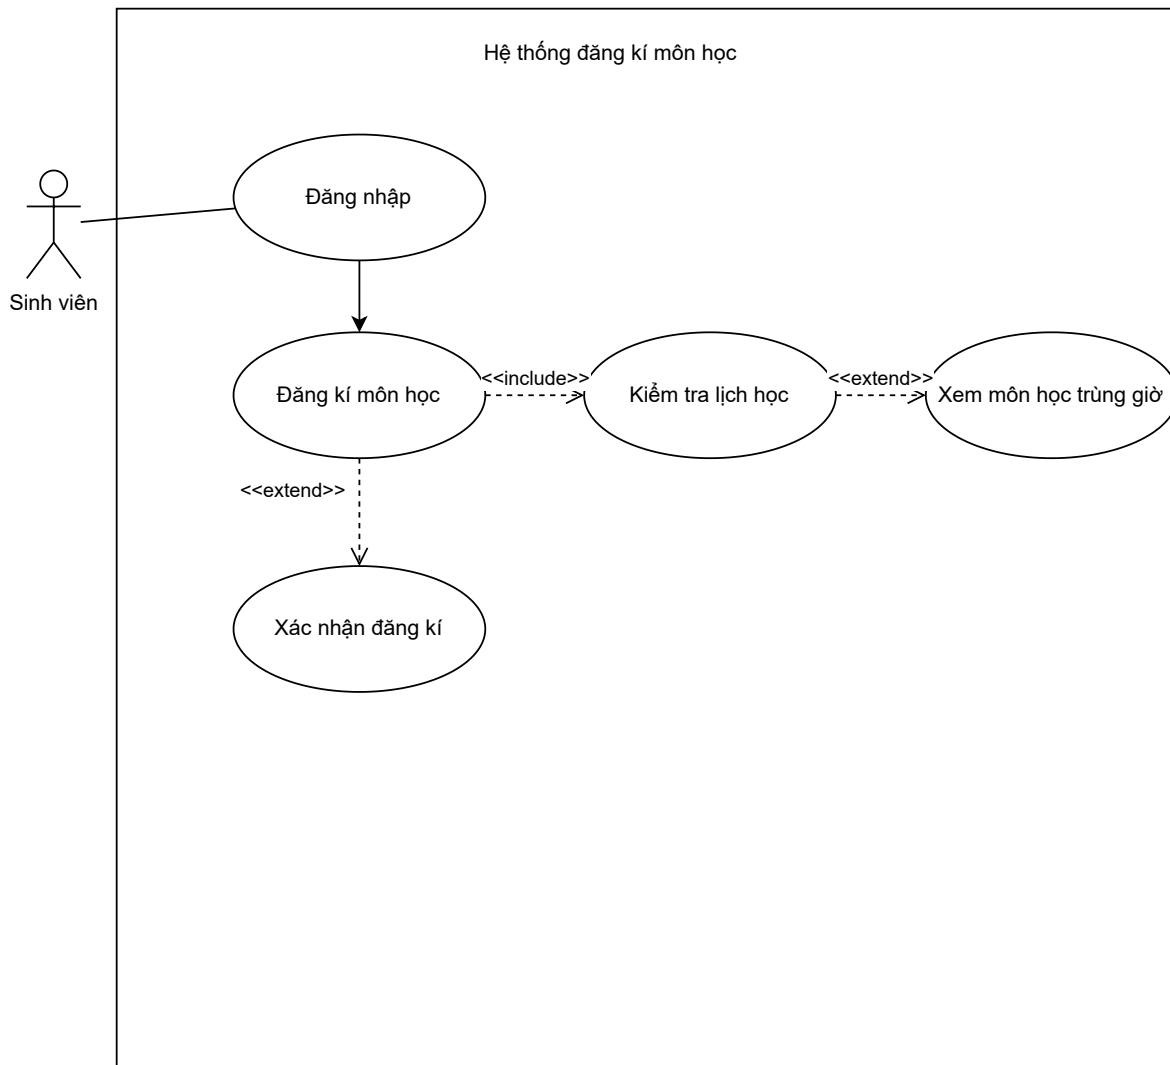 Hệ thống đăng kí môn học
Đăng nhập
Sinh viên
Đăng kí môn học
<<include>>
Kiểm tra lịch học
<<extend>>
Xem môn học trùng giờ
<<extend>>
Xác nhận đăng kí